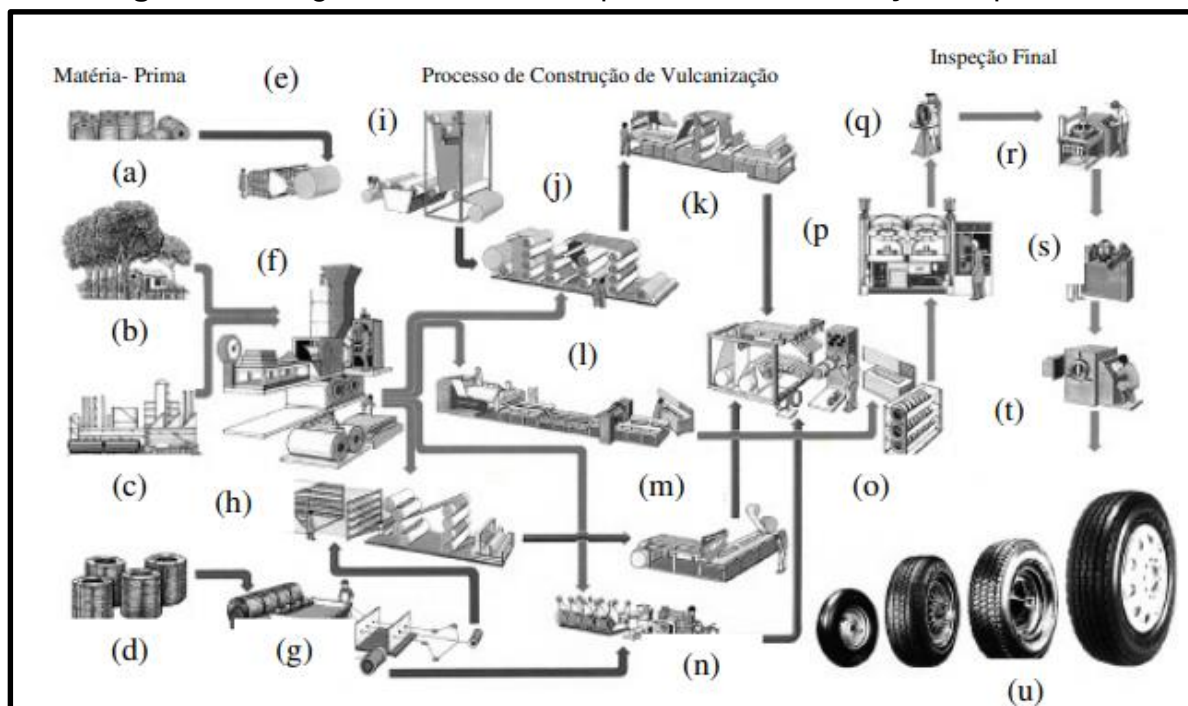 Inspeção Final
Matéria- Prima
Processo de Construção de Vulcanização
(e)
(i)
(q)
(r)
(a)
(j)
(k)
(p
(s)
(f)
(b)
(l)
(t)
(c)
(h)
(m)
(o)
(d)
(g)
(n)
(u)